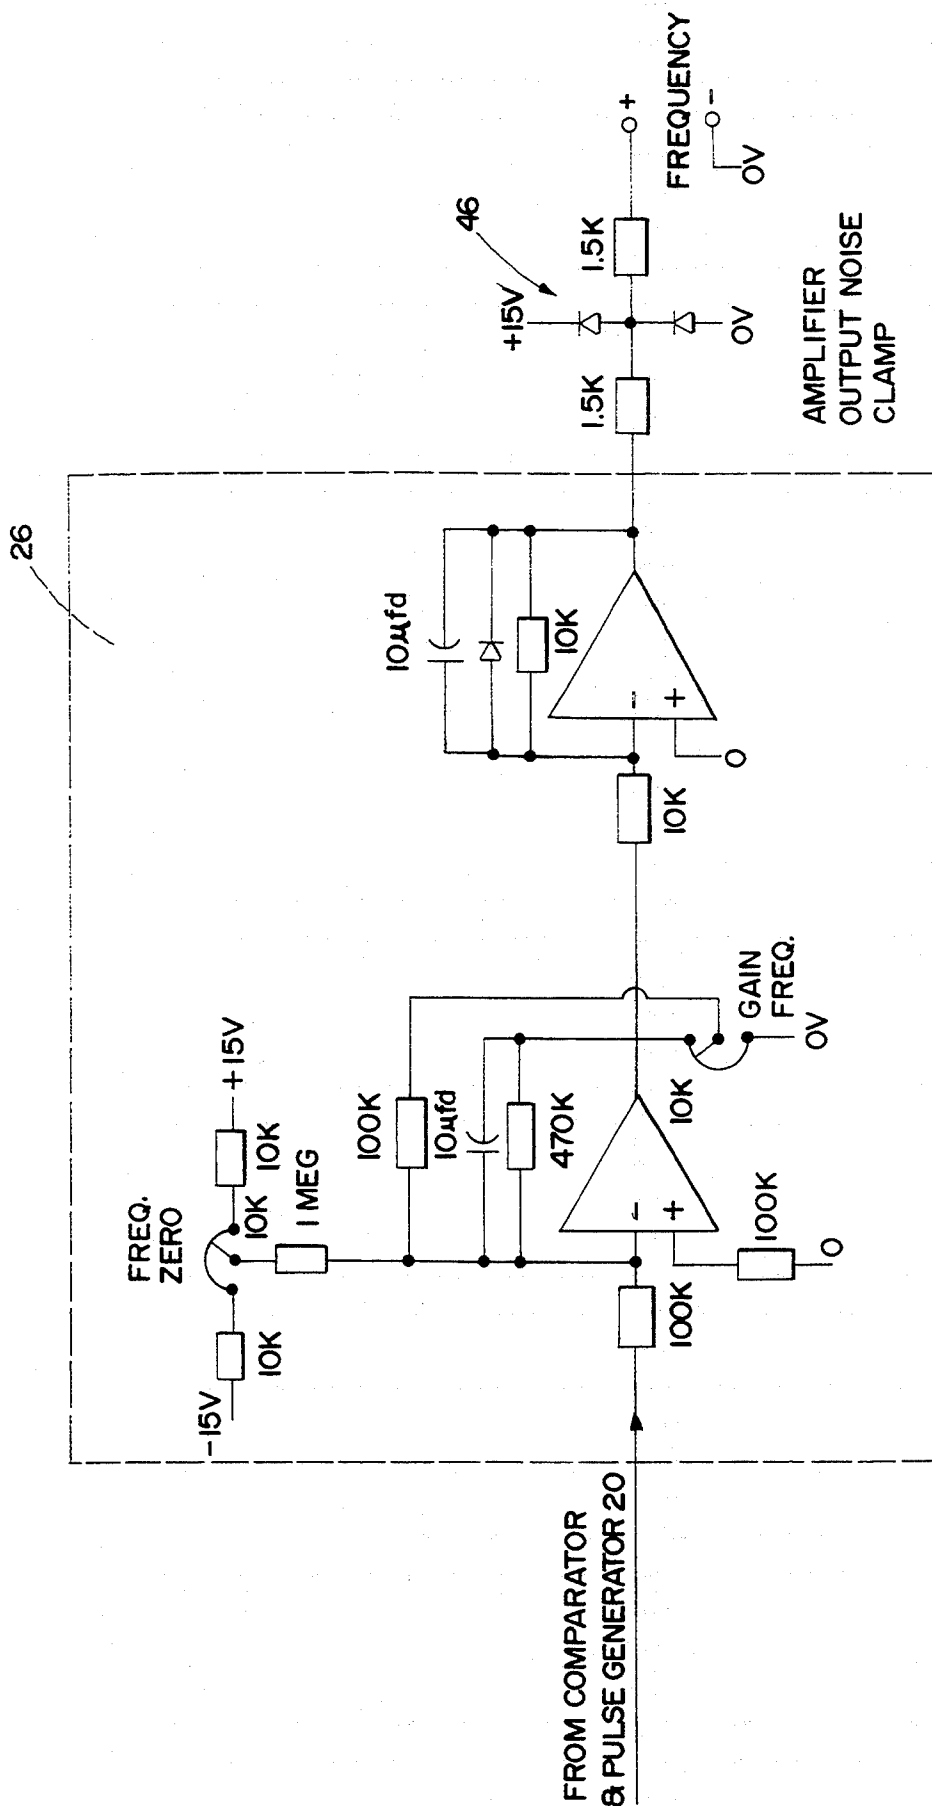 26
46
FROM COMPARATOR
& PULSE GENERATOR 20
FREQ.
ZERO
-15V
10K
10K
10K
+15V
1 MEG
100K
10µfd
470K
100K
-
+
100K
0
10K
GAIN
FREQ.
0V
10K
10µfd
10K
-
+
0
1.5K
+15V
0V
1.5K
+
FREQUENCY
-
0V
AMPLIFIER
OUTPUT NOISE
CLAMP